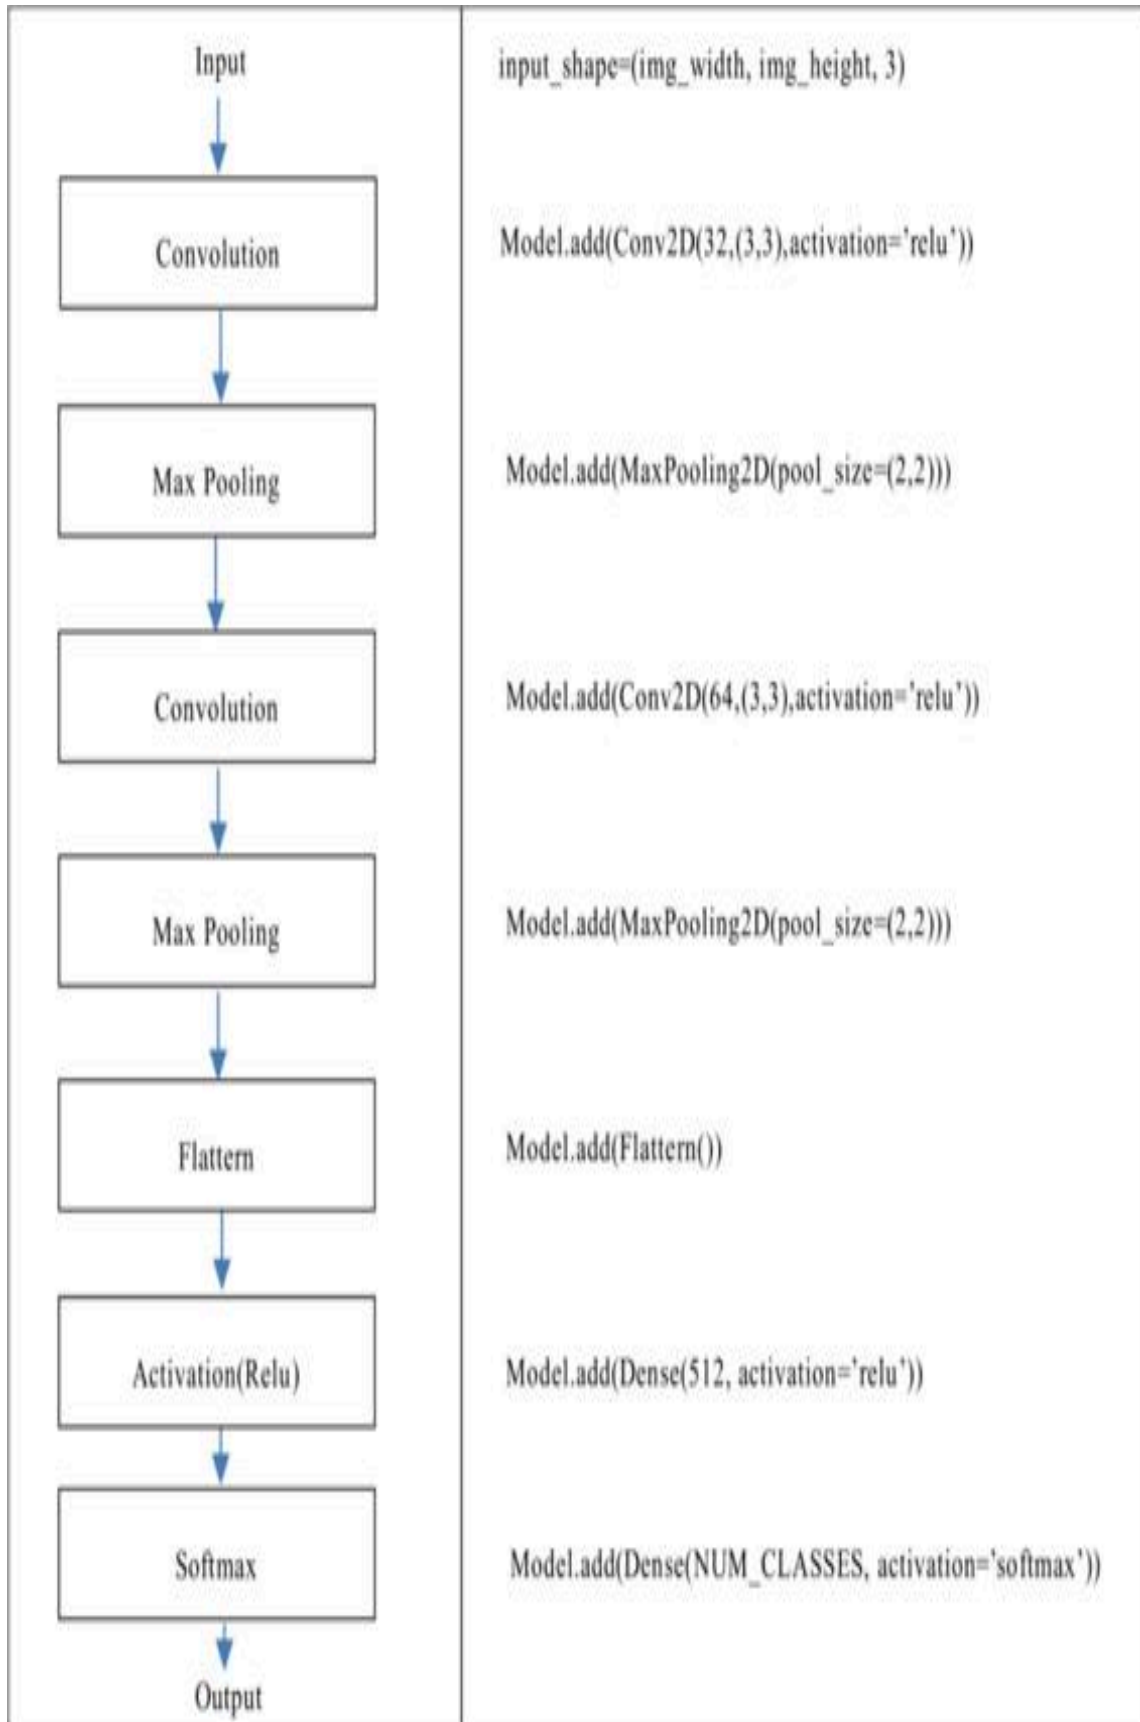 Input
input_shape=(img_width, img_height, 3)
Convolution
Model.add(Conv2D(32,(3,3),activation='relu'))
Max Pooling
Model.add(MaxPooling2D(pool_size=(2,2)))
Convolution
Model.add(Conv2D(64,(3,3),activation='relu'))
Max Pooling
Model.add(MaxPooling2D(pool_size=(2,2)))
Flattern
Model.add(Flattern())
Activation(Relu)
Model.add(Dense(512, activation='relu'))
Softmax
Model.add(Dense(NUM_CLASSES, activation='softmax'))
Output